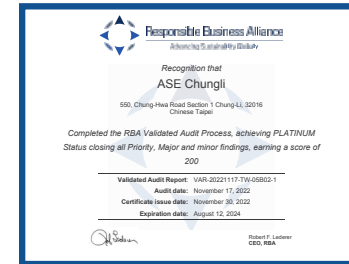 Responsible Business Alliance
Advancing Sustainability Globally
Recognition that
ASE Chungli
550, Chung-Hwa Road Section 1 Chung-Li, 32016
Chinese Taipei
Completed the RBA Validated Audit Process, achieving PLATINUM
Status closing all Priority, Major and minor findings, earning a score of
200
Validated Audit Report: VAR-20221117-TW-05B02-1
Audit date: November 17, 2022
Certificate issue date: November 30, 2022
Expiration date: August 12, 2024
Robert F. Lederer
CEO, RBA